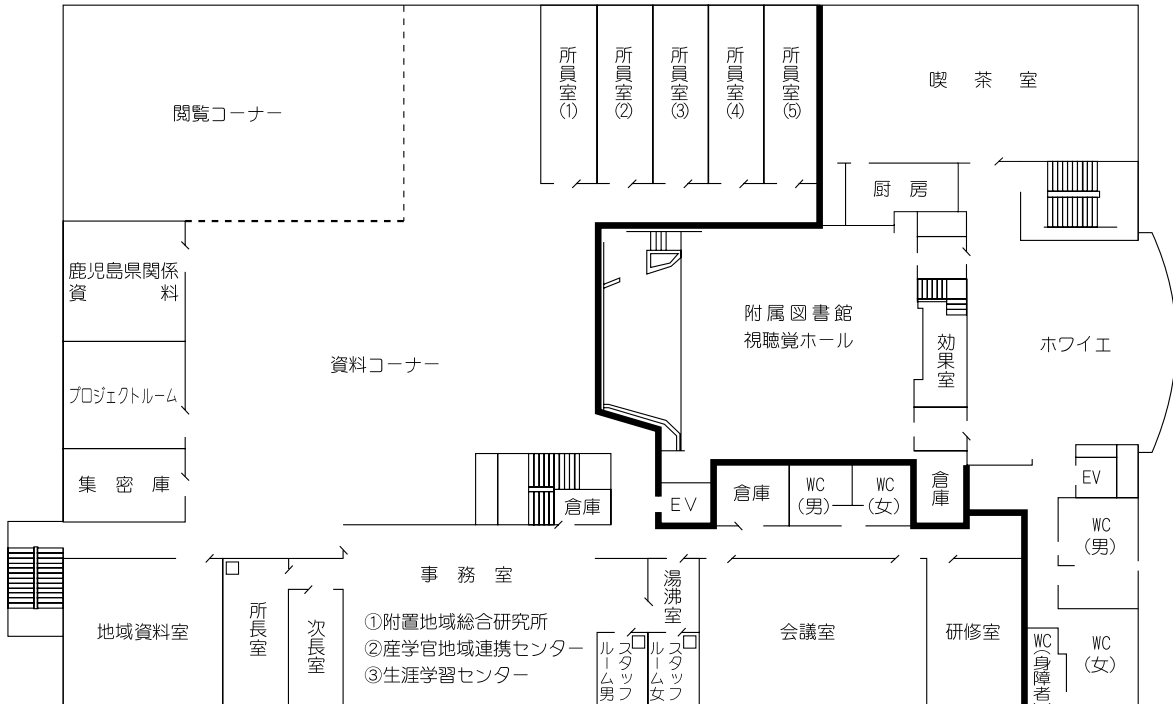 閲覧コーナー
所員室(1)
所員室(2)
所員室(3)
所員室(4)
所員室(5)
喫茶室
厨房
鹿児島県関係
資料
プロジェクトルーム
集密庫
資料コーナー
附属図書館
視聴覚ホール
効果室
ホワイエ
倉庫
EV
倉庫
WC
(男)
WC
(女)
倉庫
EV
WC
(男)
地域資料室
所長室
次長室
事務室
①附置地域総合研究所
②産学官地域連携センター
③生涯学習センター
湯沸室
スタッフ
ルーム男
スタッフ
ルーム女
会議室
研修室
WC(身障者
WC
(女)